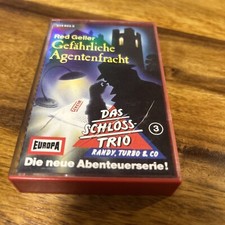 Red Geller
Gefährliche
Agentenfracht
DAS
SCHLOSS-
TRIO
RANDY, TURBO & CO
3
EUROPA
Die neue Abenteuerserie!